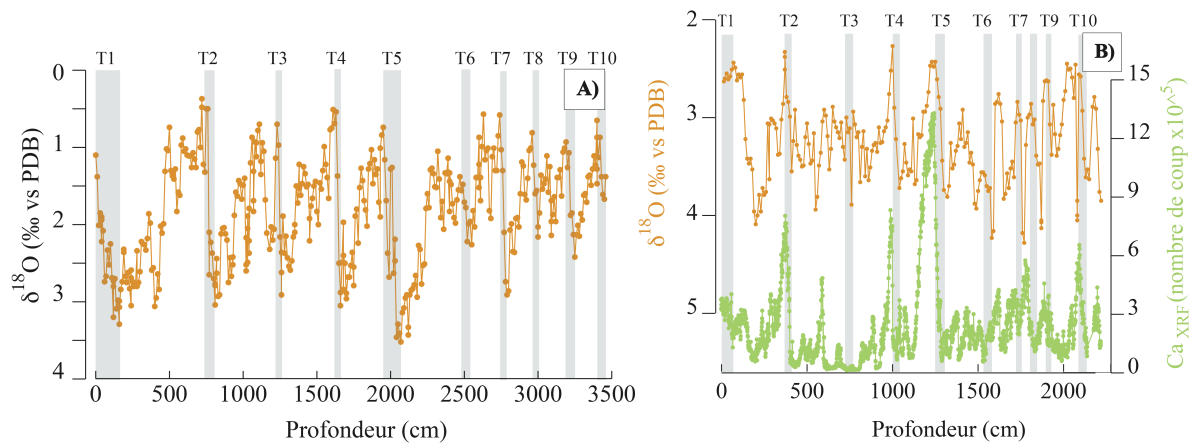 T1 T2 T3 T4 T5 T6 T7 T8 T9 T10
A)
0
1
2
3
4
δ18O (‰ vs PDB)
0 500 1000 1500 2000 2500 3000 3500
Profondeur (cm)
T1 T2 T3 T4 T5 T6 T7 T9 T10
B)
2
3
4
5
δ18O (‰ vs PDB)
15
12
9
6
3
0
Ca XRF (nombre de coup x10^5)
0 500 1000 1500 2000
Profondeur (cm)